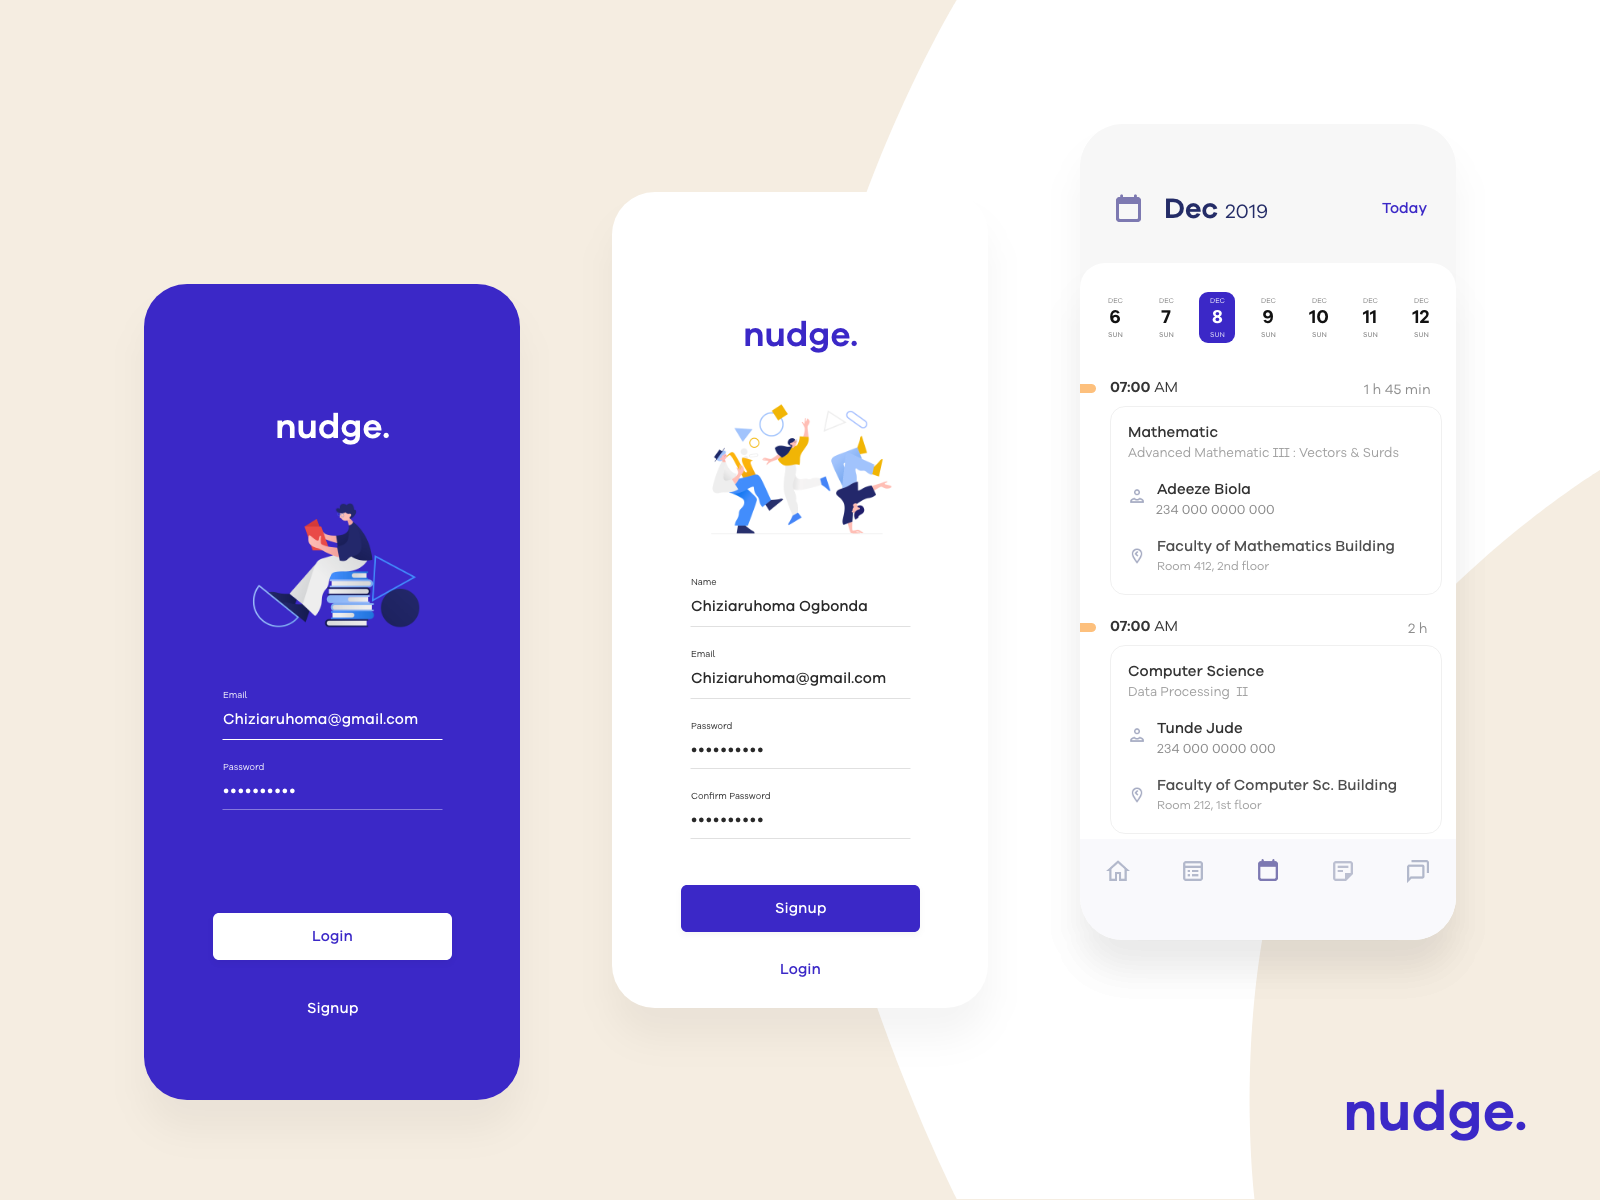 nudge.
Email
Chiziaruhoma@gmail.com
Password
Login
Signup
nudge.
Name
Chiziaruhoma Ogbonda
Email
Chiziaruhoma@gmail.com
Password
Confirm Password
Signup
Login
Dec 2019
Today
DEC DEC DEC DEC DEC DEC DEC
6 7 8 9 10 11 12
SUN SUN SUN SUN SUN SUN SUN
07:00 AM
1 h 45 min
Mathematic
Advanced Mathematic III : Vectors & Surds
Adeeze Biola
234 000 0000 000
Faculty of Mathematics Building
Room 412, 2nd floor
07:00 AM
2 h
Computer Science
Data Processing II
Tunde Jude
234 000 0000 000
Faculty of Computer Sc. Building
Room 212, 1st floor
nudge.